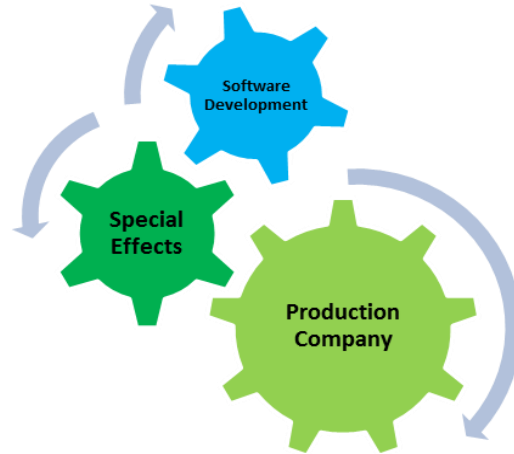 Software
Development
Special
Effects
Production
Company